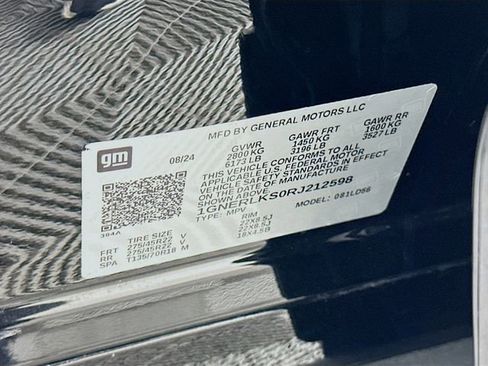 MFD BY GENERAL MOTORS LLC
gm
08/24
GVWR GAWR FRT GAWR RR
2800 KG 1450 KG 1600 KG
6173 LB 3196 LB 3527 LB
THIS VEHICLE CONFORMS TO ALL
APPLICABLE U.S. FEDERAL MOTOR
VEHICLE SAFETY STANDARDS IN EFFECT
ON THE DATE OF MANUFACTURE
SHOWN ABOVE.
1GNERLKS0RJ212598
TYPE: MPV MODEL: 081LO56
384A
TIRE SIZE RIM
FRT 275/45R22 V 22X8.5J
RR 275/45R22 V 22X8.5J
SPA T135/70R18 M 18X4.5B